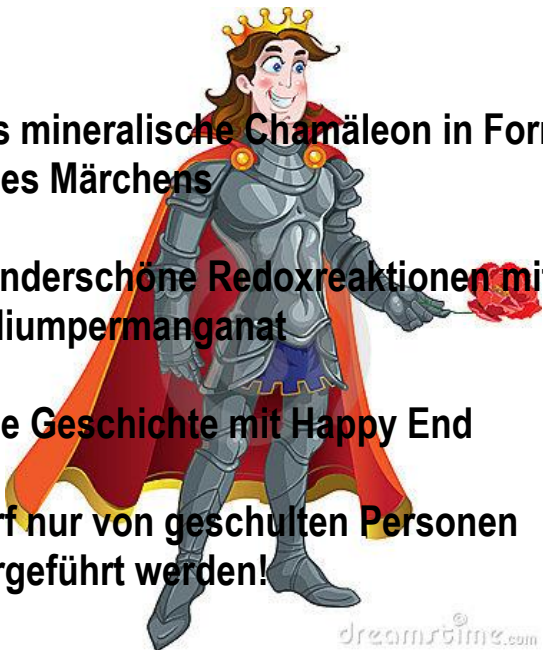 s mineralische Chamäleon in For
es Märchens
nderschöne Redoxreaktionen mi
liumpermanganat
e Geschichte mit Happy End
rf nur von geschulten Personen
rgeführt werden!
dreamstime.com